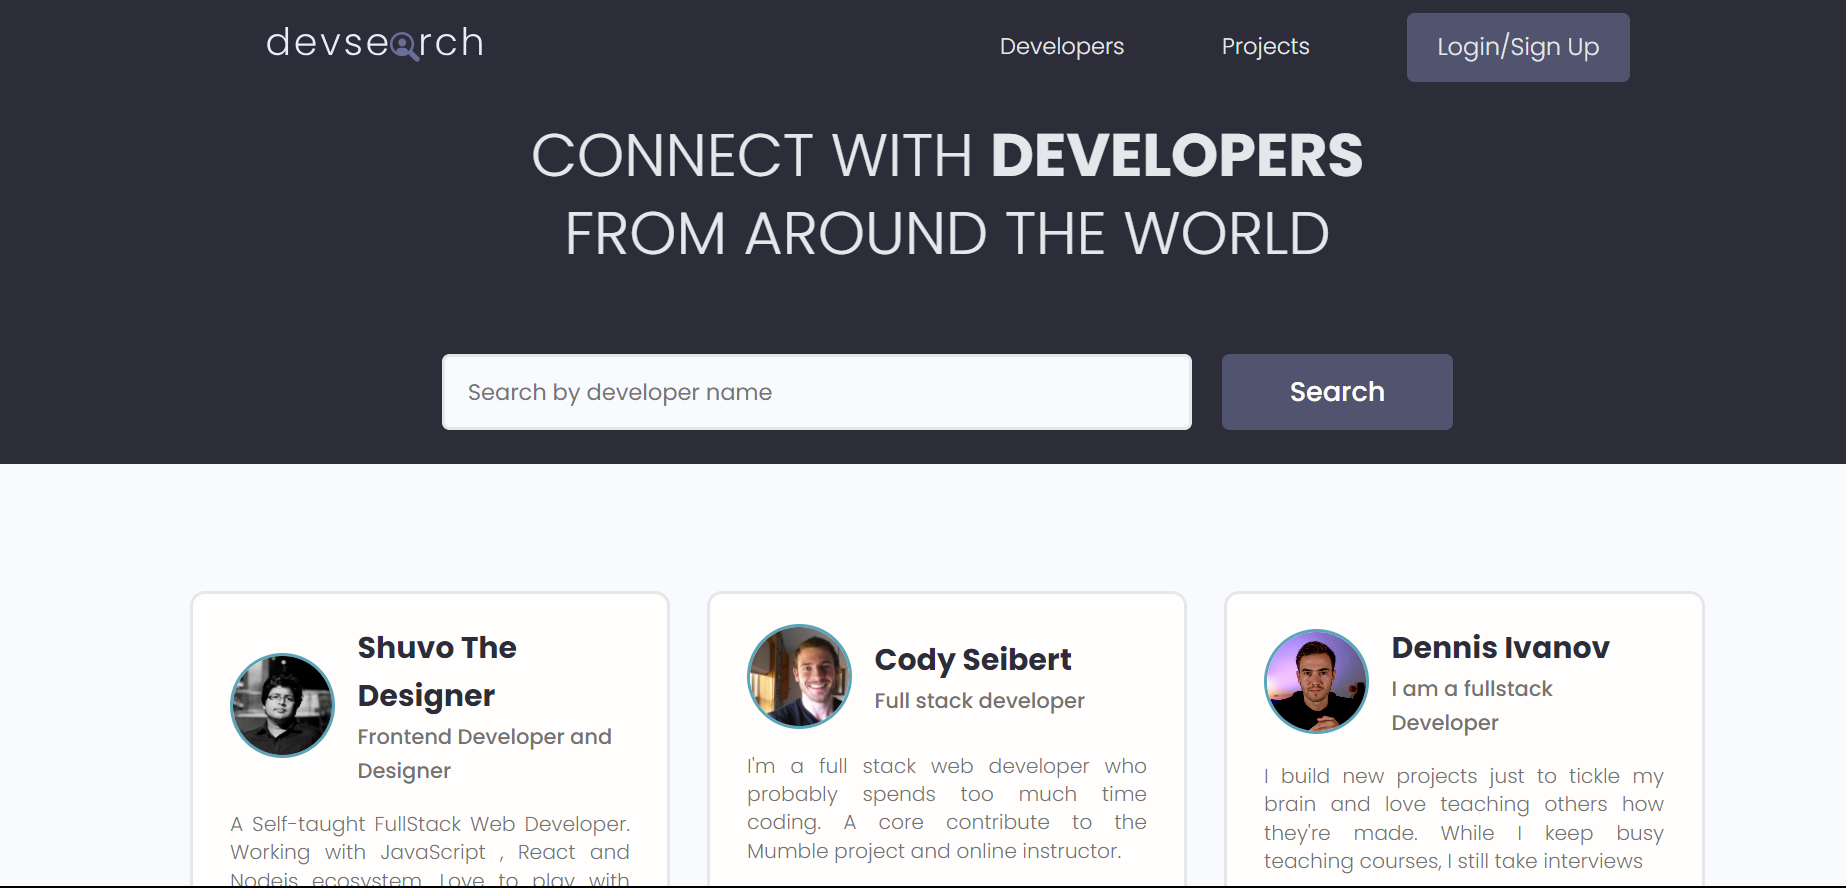 devsearch
Developers
Projects
Login/Sign Up
CONNECT WITH DEVELOPERS
FROM AROUND THE WORLD
Search by developer name
Search
Shuvo The
Designer
Frontend Developer and
Designer
A Self-taught FullStack Web Developer.
Working with JavaScript , React and
Nodejs ecosystem. Love to play with
Cody Seibert
Full stack developer
I'm a full stack web developer who
probably spends too much time
coding. A core contribute to the
Mumble project and online instructor.
Dennis Ivanov
I am a fullstack
Developer
I build new projects just to tickle my
brain and love teaching others how
they're made. While I keep busy
teaching courses, I still take interviews